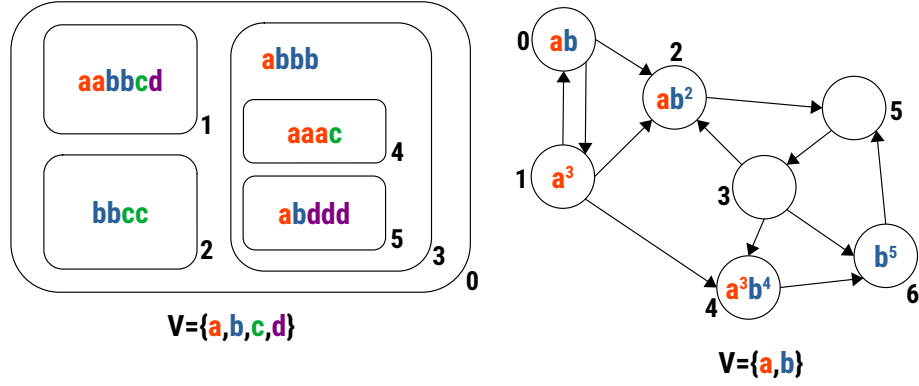 aabbcd
1
bbcc
2
abbb
aaac
4
abddd
5
3
0
V={a,b,c,d}
0
ab
2
ab²
5
1
a³
3
b⁵
6
a³b⁴
4
V={a,b}